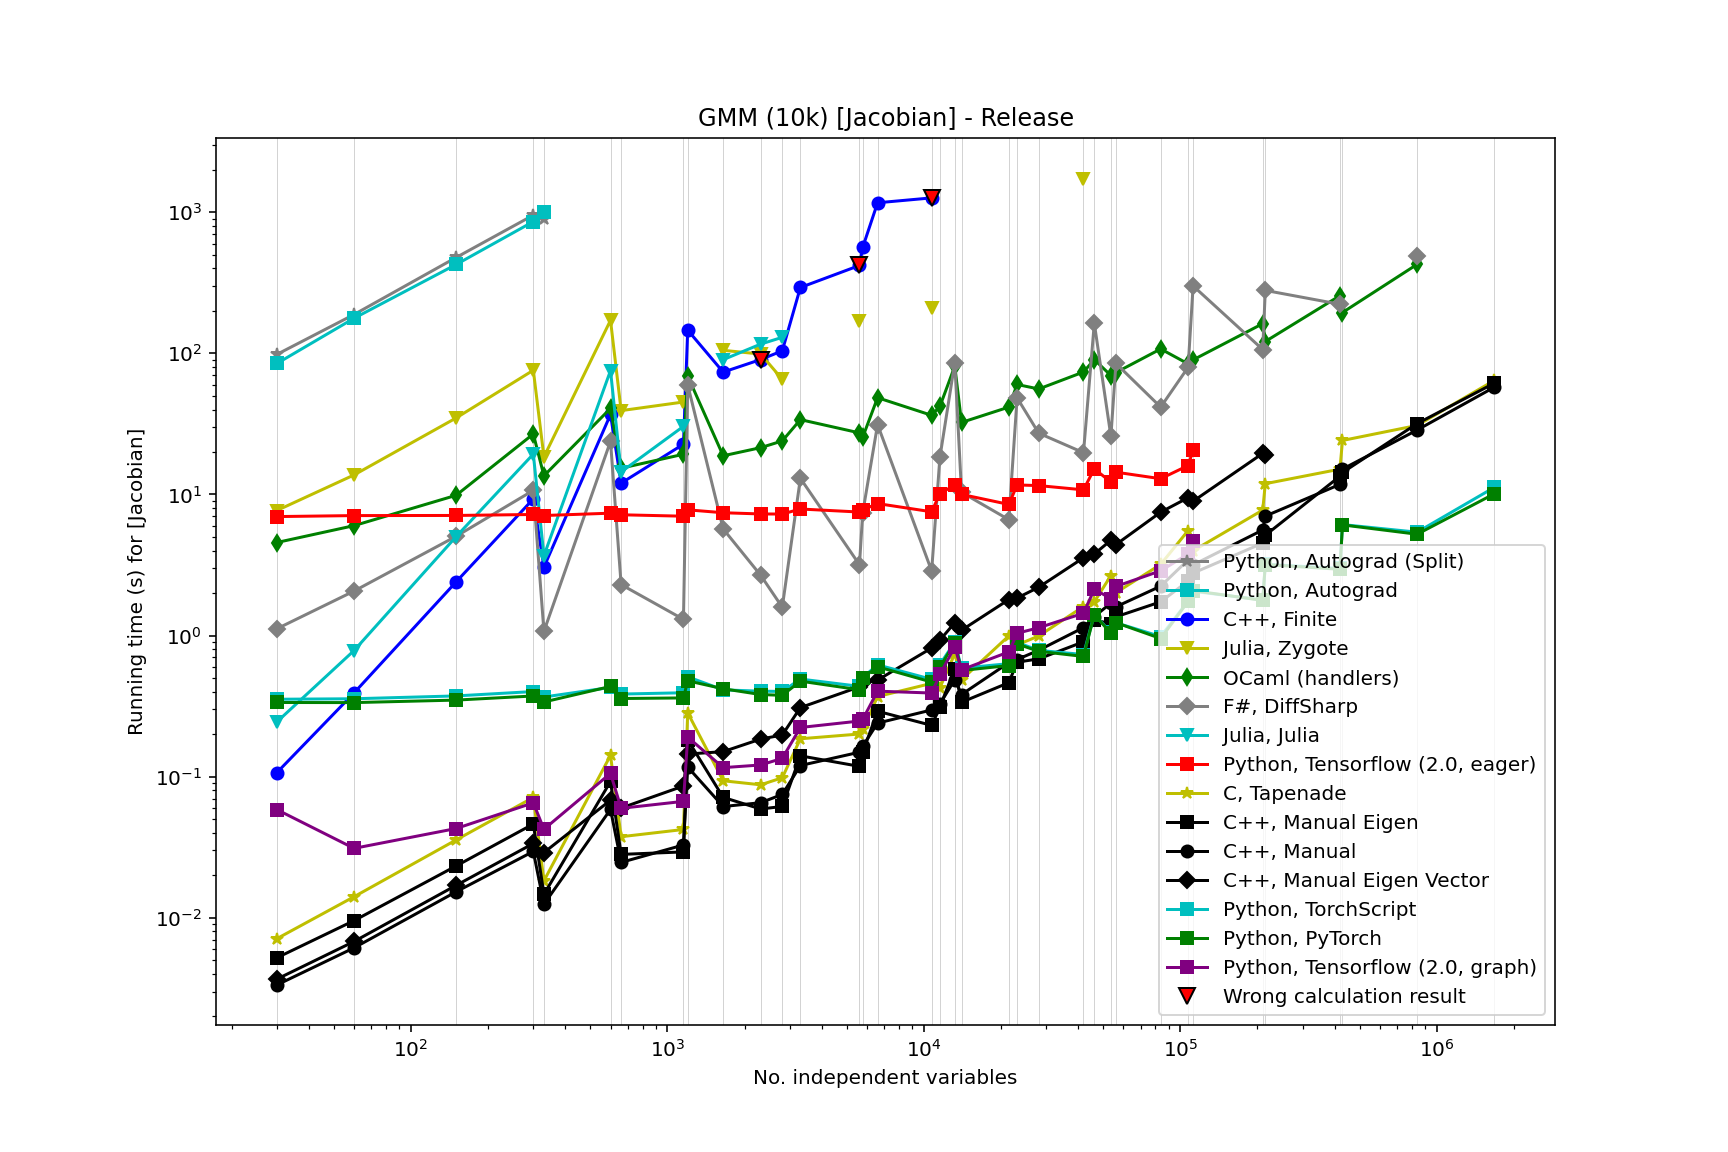 GMM (10k) [Jacobian] - Release
Running time (s) for [Jacobian]
10³
10²
10¹
10⁰
10⁻¹
10⁻²
10²
10³
10⁴
10⁵
10⁶
No. independent variables
Python, Autograd (Split)
Python, Autograd
C++, Finite
Julia, Zygote
OCaml (handlers)
F#, DiffSharp
Julia, Julia
Python, Tensorflow (2.0, eager)
C, Tapenade
C++, Manual Eigen
C++, Manual
C++, Manual Eigen Vector
Python, TorchScript
Python, PyTorch
Python, Tensorflow (2.0, graph)
Wrong calculation result